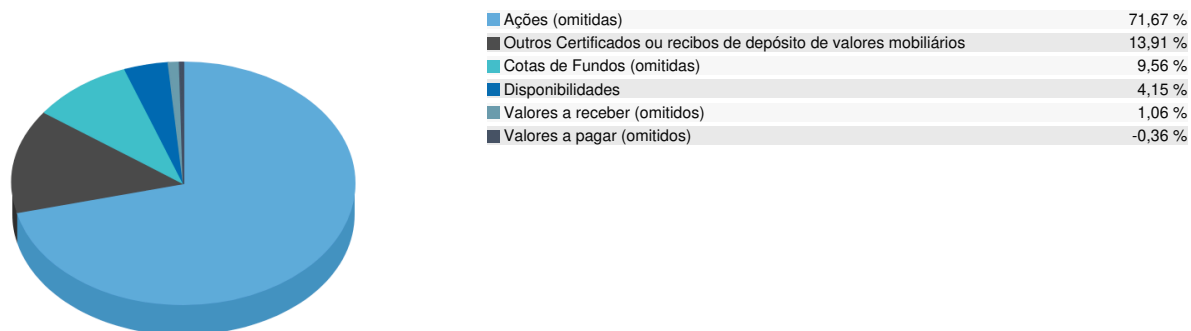 Ações (omitidas) 71,67 %
Outros Certificados ou recibos de depósito de valores mobiliários 13,91 %
Cotas de Fundos (omitidas) 9,56 %
Disponibilidades 4,15 %
Valores a receber (omitidos) 1,06 %
Valores a pagar (omitidos) -0,36 %